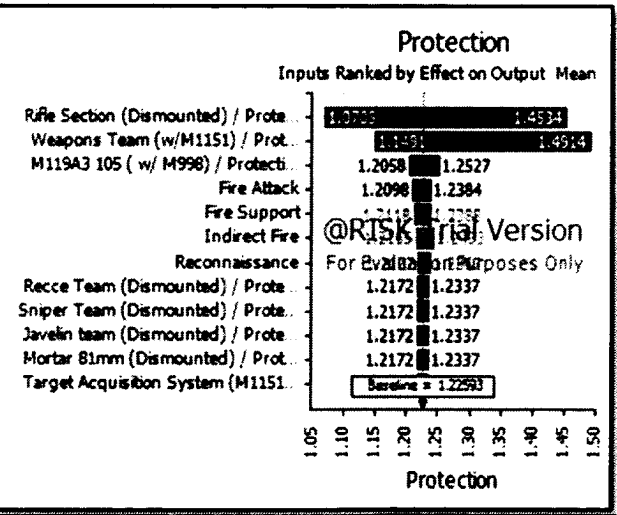 Protection
Inputs Ranked by Effect on Output Mean
Rifle Section (Dismounted) / Prote...
Weapons Team (w/M1151) / Prot...
M119A3 105 ( w/ M998) / Protecti... 1.2058 1.2527
Fire Attack 1.2098 1.2384
Fire Support
Indirect Fire
@RISK Trial Version
Reconnaissance
For Evaluation Purposes Only
Recce Team (Dismounted) / Prote... 1.2172 1.2337
Sniper Team (Dismounted) / Prote... 1.2172 1.2337
Javelin team (Dismounted) / Prote... 1.2172 1.2337
Mortar 81mm (Dismounted) / Prot... 1.2172 1.2337
Target Acquisition System (M1151... Baseline = 1.22593
1.05 1.10 1.15 1.20 1.25 1.30 1.35 1.40 1.45 1.50
Protection